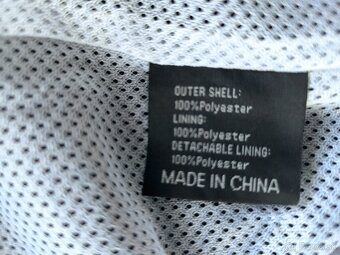 OUTER SHELL:
100%Polyester
LINING:
100%Polyester
DETACHABLE LINING:
100%Polyester
MADE IN CHINA